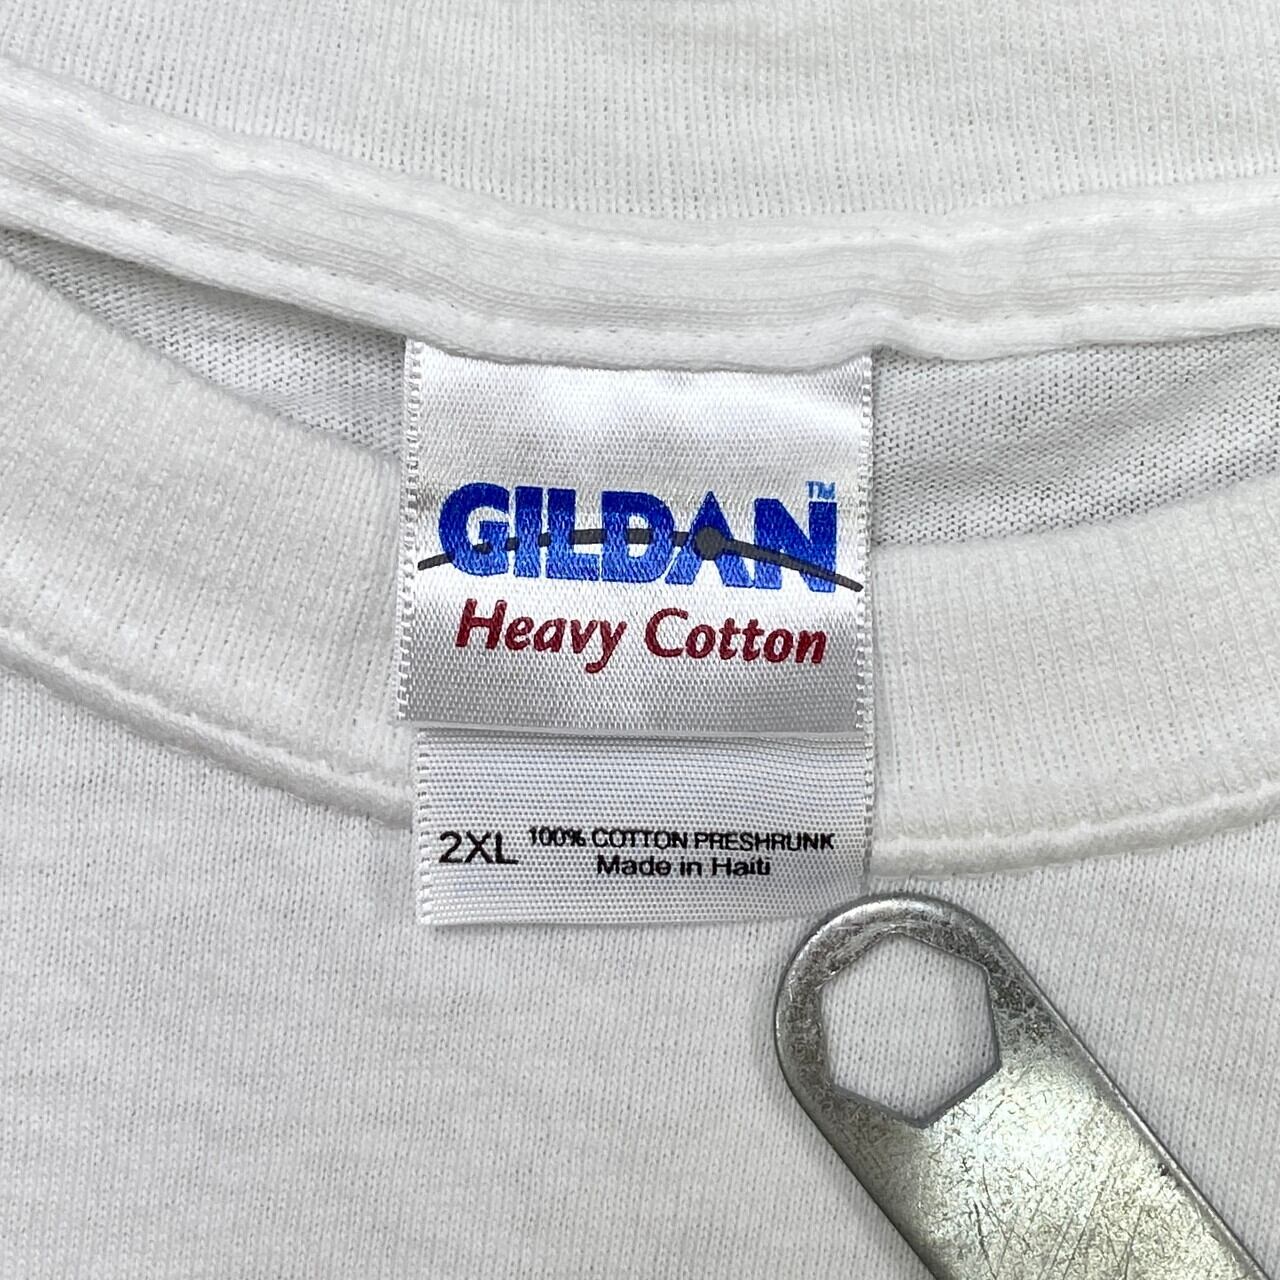 GILDAN™
Heavy Cotton
2XL 100% COTTON PRESHRUNK
Made in Haiti